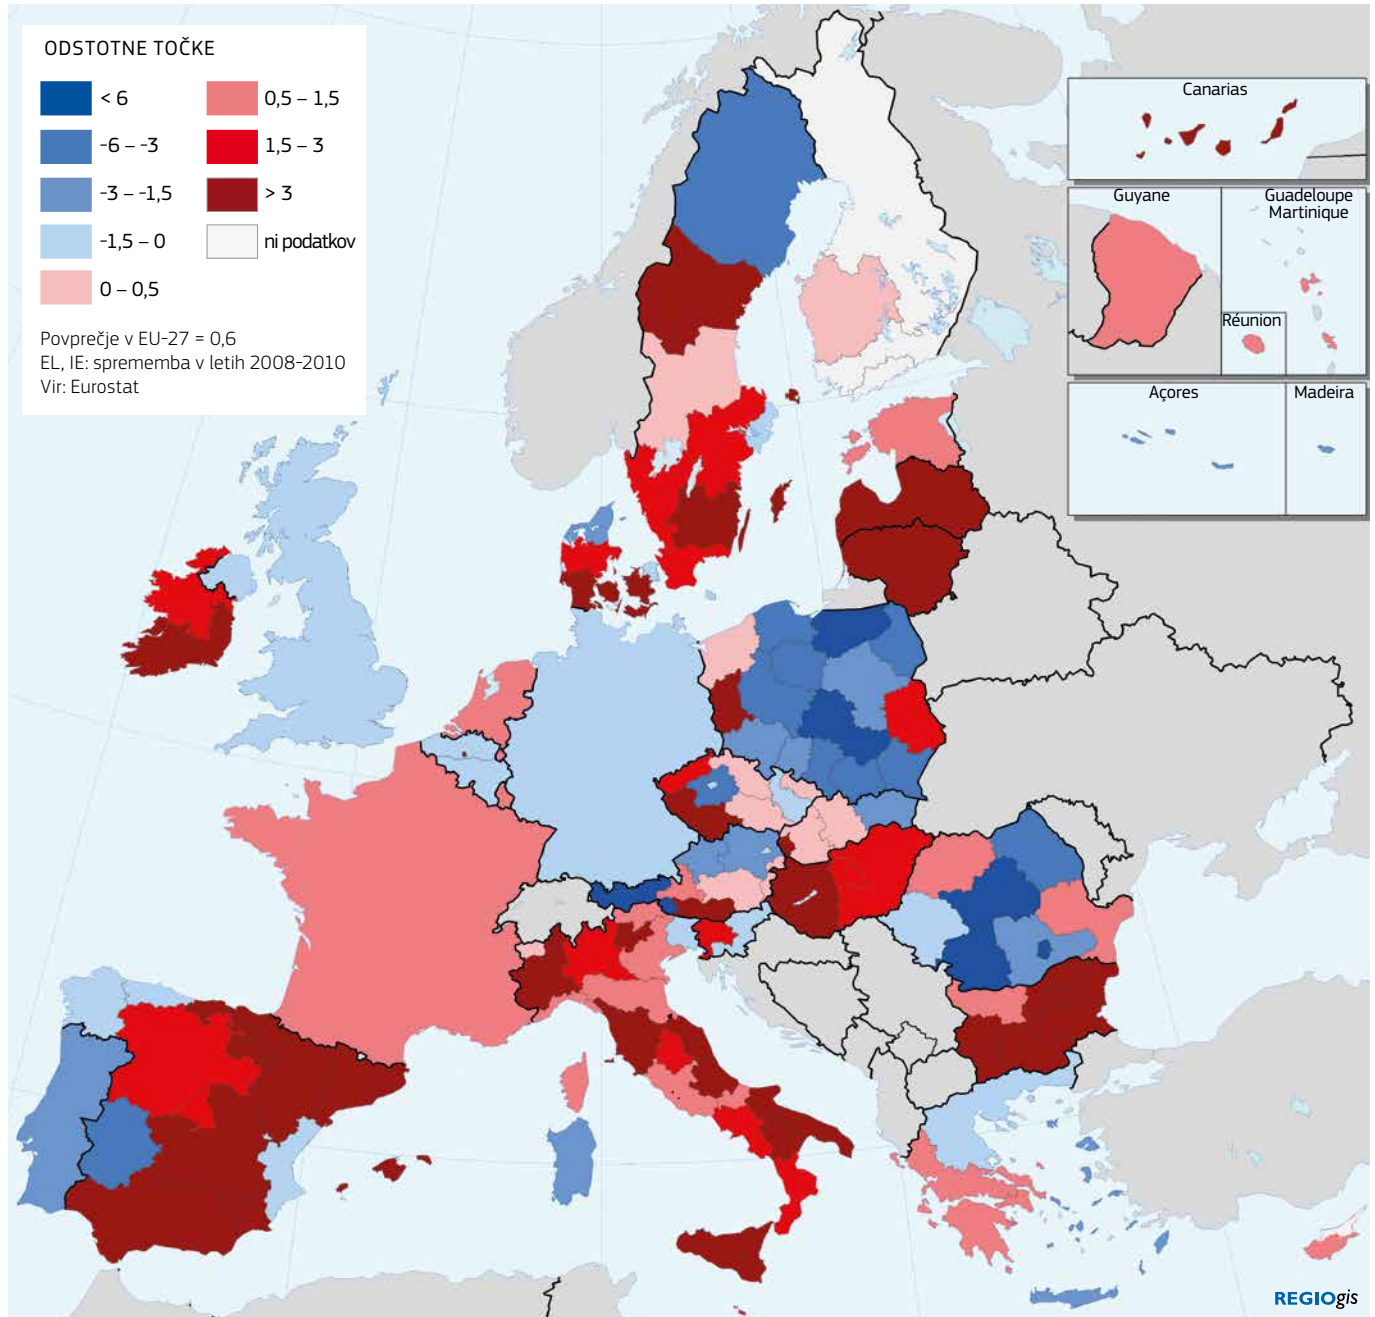 ODSTOTNE TOČKE
< 6
-6 – -3
-3 – -1,5
-1,5 – 0
0 – 0,5
0,5 – 1,5
1,5 – 3
> 3
ni podatkov
Povprečje v EU-27 = 0,6
EL, IE: sprememba v letih 2008-2010
Vir: Eurostat
Canarias
Guyane
Guadeloupe
Martinique
Réunion
Açores
Madeira
REGIOgis